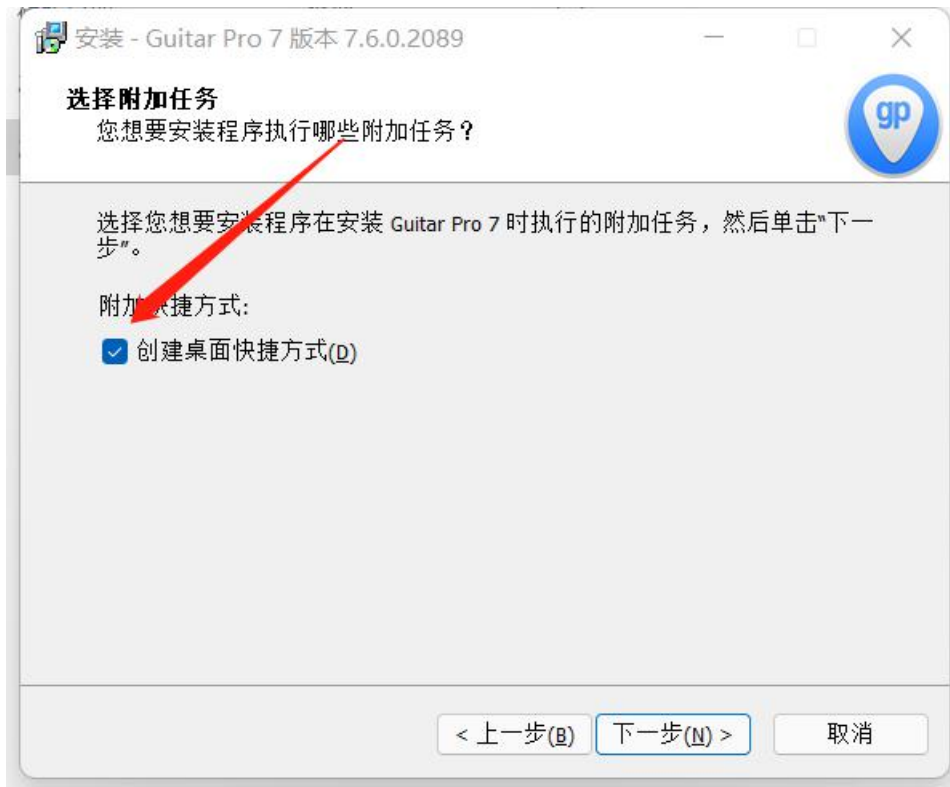 安装 - Guitar Pro 7 版本 7.6.0.2089
选择附加任务
您想要安装程序执行哪些附加任务？
gp
选择您想要安装程序在安装 Guitar Pro 7 时执行的附加任务，然后单击“下一
步”。
附加快捷方式:
创建桌面快捷方式(D)
< 上一步(B)
下一步(N) >
取消